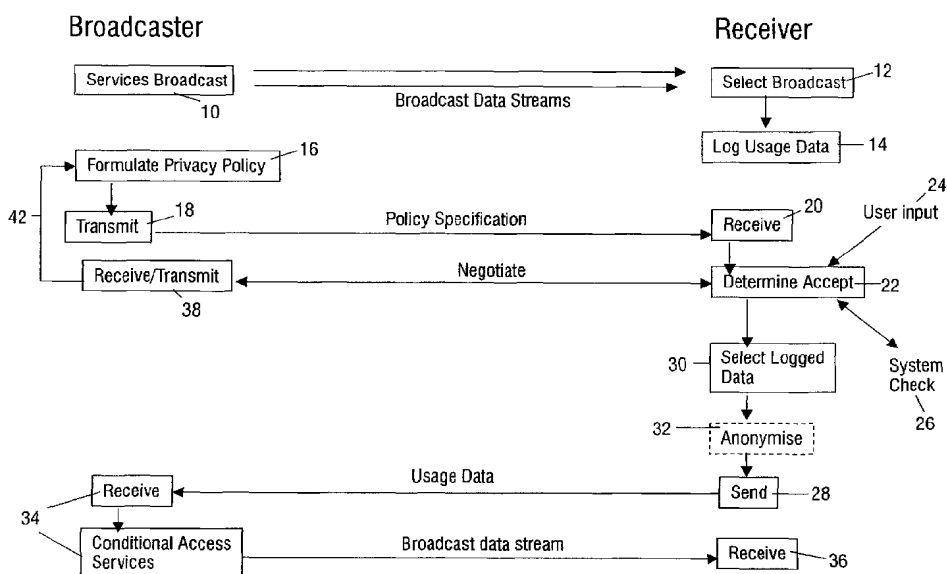 Broadcaster
Receiver
Services Broadcast
10
Broadcast Data Streams
Select Broadcast
12
Log Usage Data
14
Formulate Privacy Policy
16
42
Transmit
18
Policy Specification
Receive
20
User input
24
Receive/Transmit
38
Negotiate
Determine Accept
22
30
Select Logged
Data
System
Check
26
32
Anonymise
Usage Data
Receive
Send
28
34
Conditional Access
Services
Broadcast data stream
Receive
36